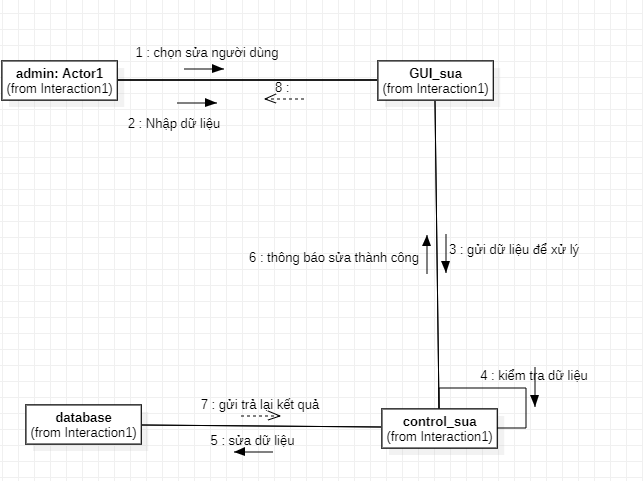 1 : chọn sửa người dùng
admin: Actor1
(from Interaction1)
GUI_sua
(from Interaction1)
8 :
2 : Nhập dữ liệu
3 : gửi dữ liệu để xử lý
6 : thông báo sửa thành công
4 : kiểm tra dữ liệu
7 : gửi trả lại kết quả
database
(from Interaction1)
control_sua
(from Interaction1)
5 : sửa dữ liệu